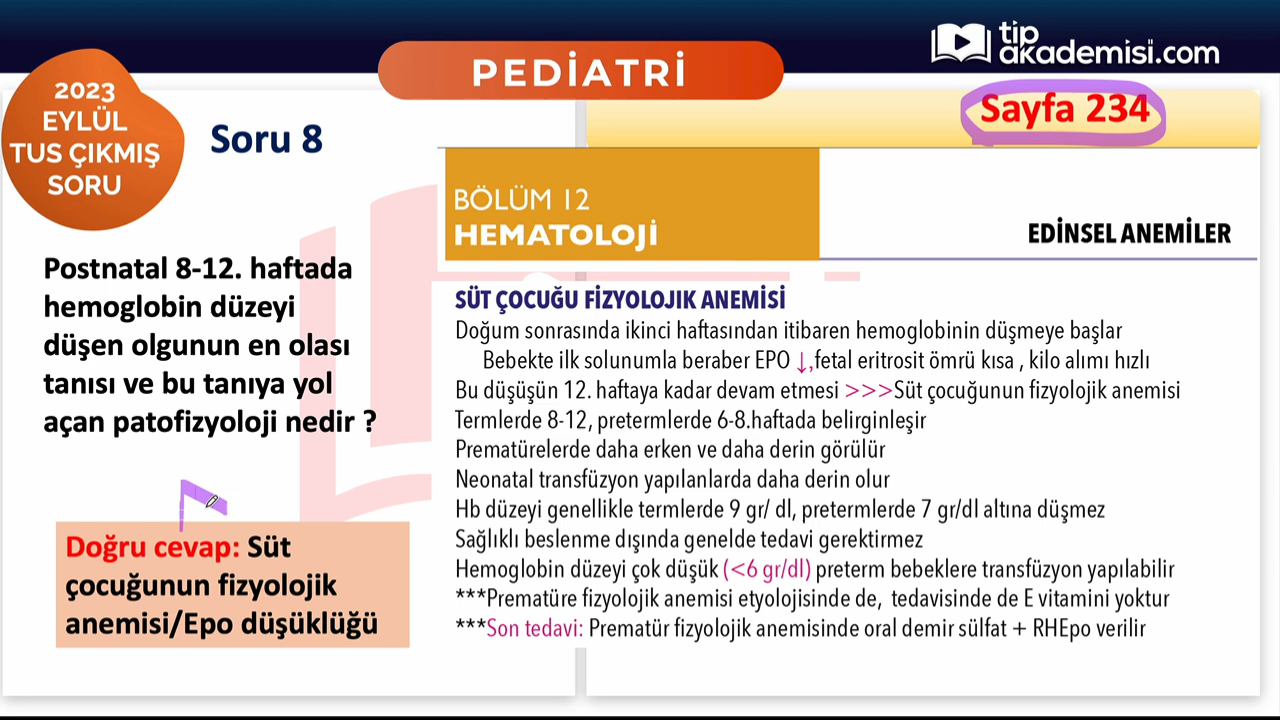 tıp
akademisi.com
PEDİATRİ
2023
EYLÜL
TUS ÇIKMIŞ
SORU
Soru 8
Sayfa 234
BÖLÜM 12
HEMATOLOJİ
EDİNSEL ANEMİLER
Postnatal 8-12. haftada
hemoglobin düzeyi
düşen olgunun en olası
tanısı ve bu tanıya yol
açan patofizyoloji nedir ?
Doğru cevap: Süt
çocuğunun fizyolojik
anemisi/Epo düşüklüğü
SÜT ÇOCUĞU FİZYOLOJIK ANEMİSİ
Doğum sonrasında ikinci haftasından itibaren hemoglobinin düşmeye başlar
Bebekte ilk solunumla beraber EPO ↓,fetal eritrosit ömrü kısa , kilo alımı hızlı
Bu düşüşün 12. haftaya kadar devam etmesi >>>Süt çocuğunun fizyolojik anemisi
Termlerde 8-12, pretermlerde 6-8.haftada belirginleşir
Prematürelerde daha erken ve daha derin görülür
Neonatal transfüzyon yapılanlarda daha derin olur
Hb düzeyi genellikle termlerde 9 gr/ dl, pretermlerde 7 gr/dl altına düşmez
Sağlıklı beslenme dışında genelde tedavi gerektirmez
Hemoglobin düzeyi çok düşük (<6 gr/dl) preterm bebeklere transfüzyon yapılabilir
***Prematüre fizyolojik anemisi etyolojisinde de, tedavisinde de E vitamini yoktur
***Son tedavi: Prematür fizyolojik anemisinde oral demir sülfat + RHEpo verilir